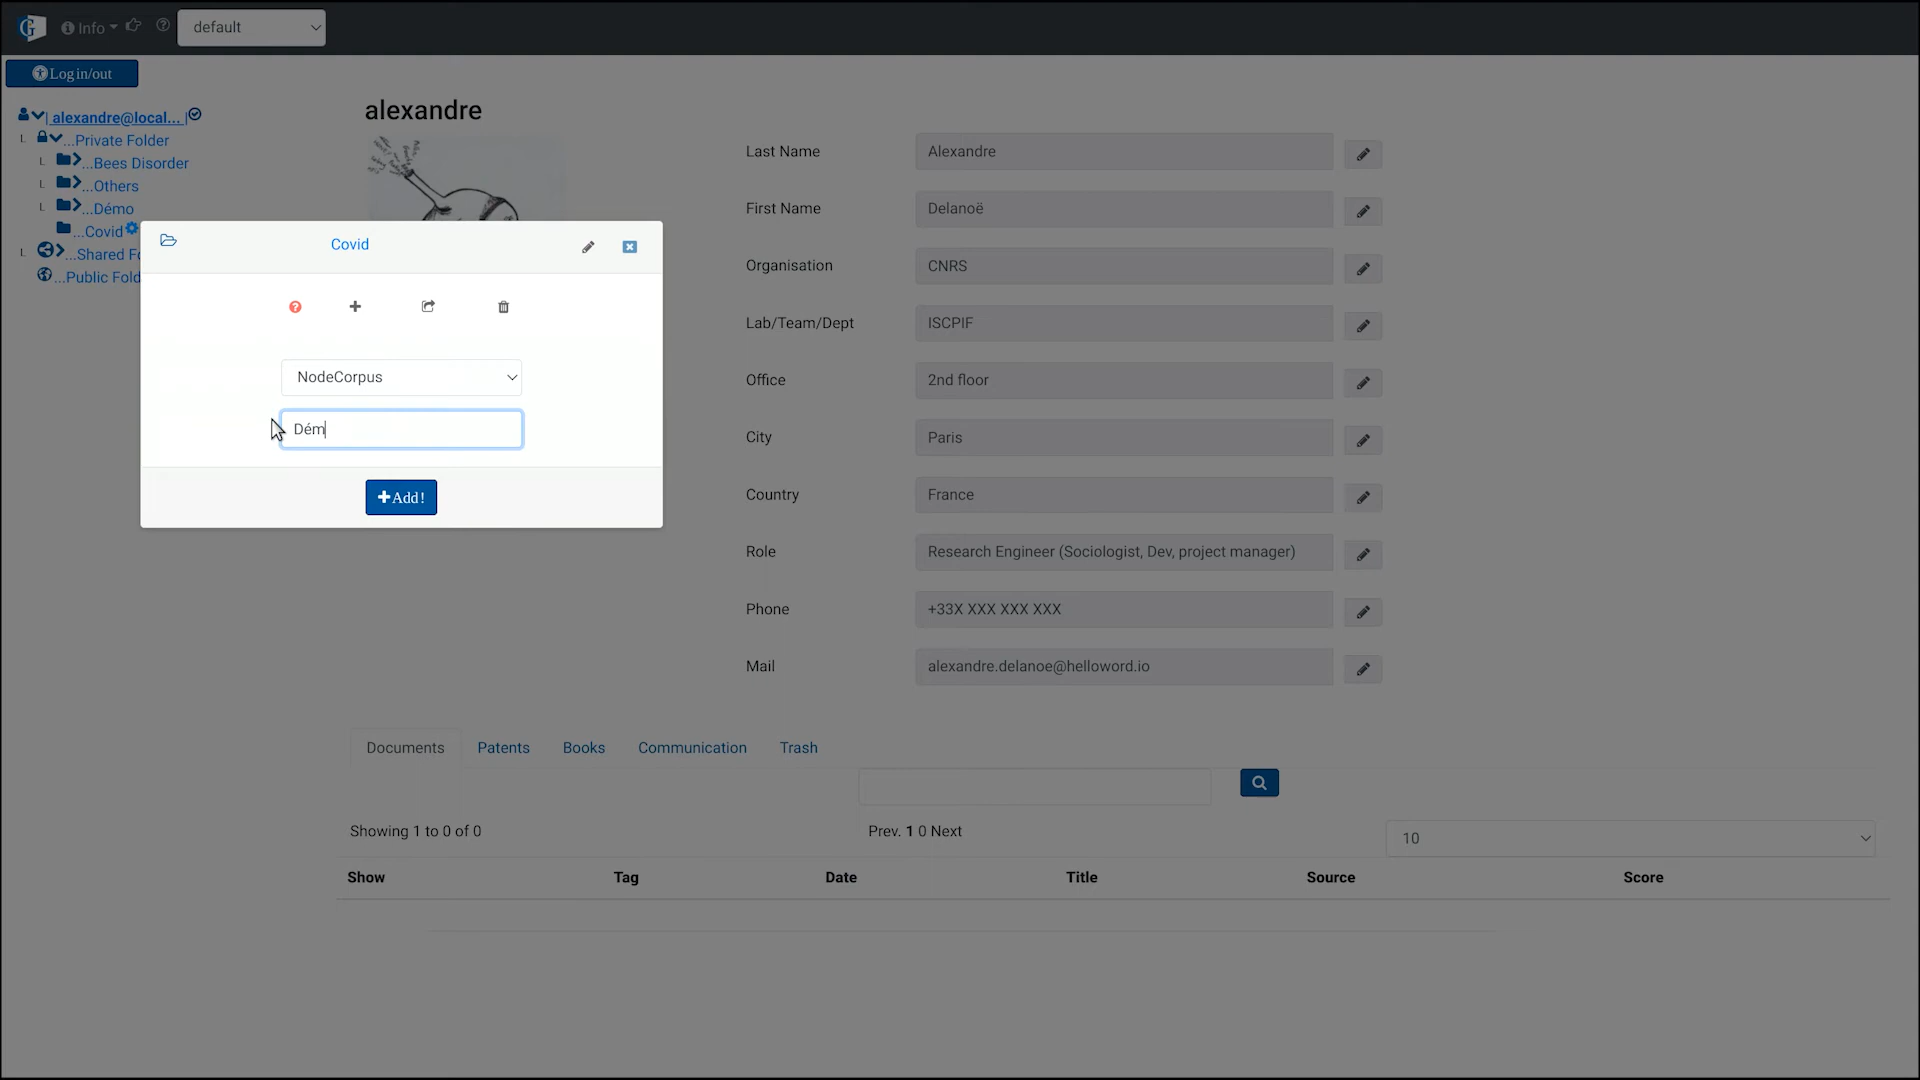 Info
default
Log in/out
alexandre@local... |
...Private Folder
...Bees Disorder
...Others
...Démo
...Covid
...Shared Fo
...Public Fold
alexandre
Last Name
Alexandre
First Name
Delanoë
Organisation
CNRS
Lab/Team/Dept
ISCPIF
Office
2nd floor
City
Paris
Country
France
Role
Research Engineer (Sociologist, Dev, project manager)
Phone
+33X XXX XXX XXX
Mail
alexandre.delanoe@helloword.io
Covid
NodeCorpus
Dém
Add!
Documents Patents Books Communication Trash
Showing 1 to 0 of 0
Prev. 1 0 Next
10
Show Tag Date Title Source Score